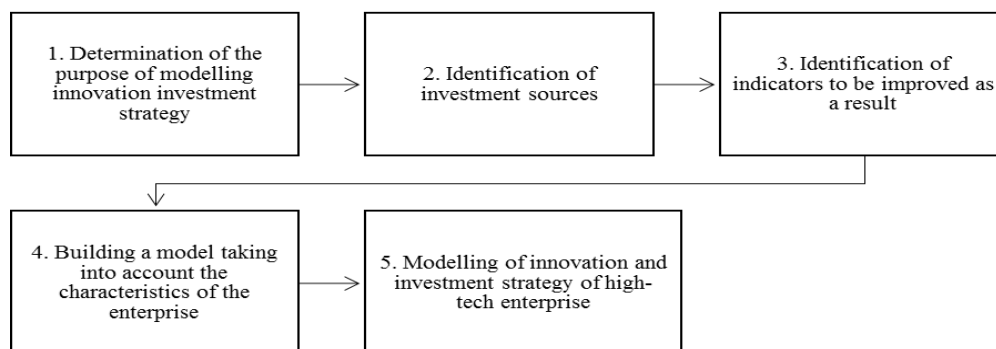 1. Determination of the
purpose of modelling
innovation investment
strategy
2. Identification of
investment sources
3. Identification of
indicators to be improved as
a result
4. Building a model taking
into account the
characteristics of the
enterprise
5. Modelling of innovation and
investment strategy of high-
tech enterprise